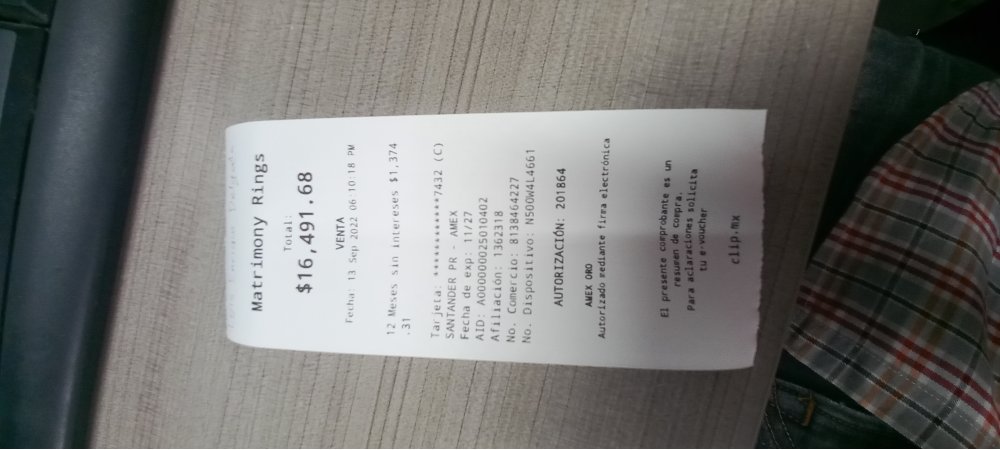 Matrimony Rings
Total:
$16,491.68
VENTA
Fecha: 13 Sep 2022 06:10:18 PM
12 Meses sin intereses $1,374
.31
Tarjeta: ************7432 (C)
SANTANDER PR - AMEX
Fecha de exp: 11/27
AID: A000000025010402
Afiliación: 1362318
No. Comercio: 8138464227
No. Dispositivo: N500W4L4661
AUTORIZACIÓN: 201864
AMEX ORO
Autorizado mediante firma electrónica
El presente comprobante es un
resumen de compra.
Para aclaraciones solicita
tu e-voucher
clip.mx